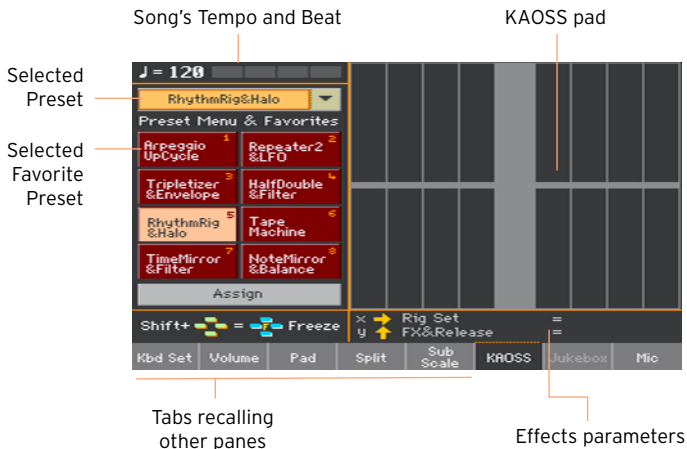 Song's Tempo and Beat
KAOSS pad
Selected
Preset
♩= 120
RhythmRig&Halo
Preset Menu & Favorites
Selected
Favorite
Preset
Arpeggio 1
UpCycle
Repeater2 2
&LFO
Tripletizer 3
&Envelope
HalfDouble 4
&Filter
RhythmRig 5
&Halo
Tape 6
Machine
TimeMirror 7
&Filter
NoteMirror 8
&Balance
Assign
Shift+ = F Freeze
x Rig Set =
y FX&Release =
Kbd Set Volume Pad Split Sub Scale KAOSS Jukebox Mic
Tabs recalling
other panes
Effects parameters